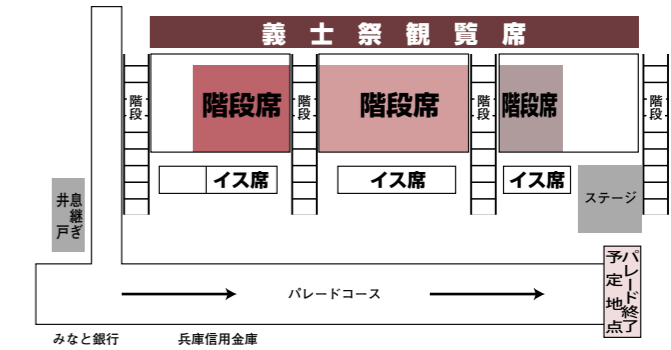 義士祭観覧席
階段
階段席
階段
階段席
階段
階段席
階段
イス席
イス席
イス席
ステージ
息継ぎ
井戸
パレード終了
予定地点
パレードコース
みなと銀行
兵庫信用金庫